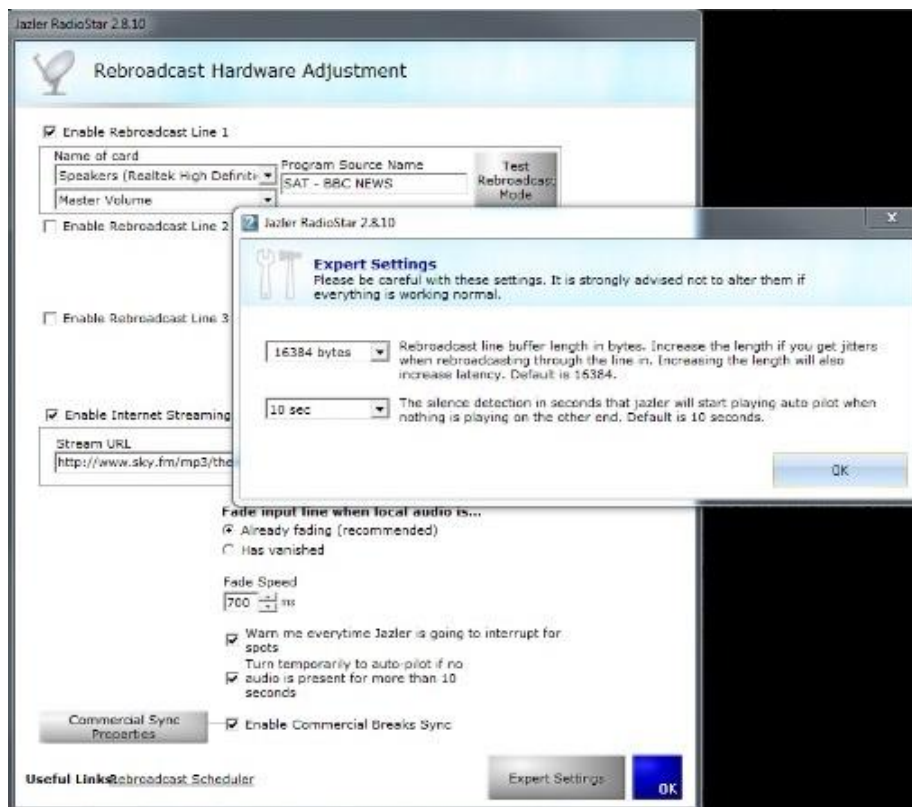 Jazler RadioStar 2.8.10
Rebroadcast Hardware Adjustment
Enable Rebroadcast Line 1
Name of card
Speakers (Realtek High Definiti
Master Volume
Program Source Name
SAT - BBC NEWS
Test
Rebroadcast
Mode
Enable Rebroadcast Line 2
Enable Rebroadcast Line 3
Enable Internet Streaming
Stream URL
http://www.sky.fm/mp3/the
Jazler RadioStar 2.8.10
x
Expert Settings
Please be careful with these settings. It is strongly advised not to alter them if
everything is working normal.
16384 bytes
Rebroadcast line buffer length in bytes. Increase the length if you get jitters
when rebroadcasting through the line in. Increasing the length will also
increase latency. Default is 16384.
10 sec
The silence detection in seconds that jazler will start playing auto pilot when
nothing is playing on the other end. Default is 10 seconds.
OK
Fade input line when local audio is...
Already fading (recommended)
Has vanished
Fade Speed
700 ms
Warn me everytime Jazler is going to interrupt for
spots
Turn temporarily to auto-pilot if no
audio is present for more than 10
seconds
Commercial Sync
Properties
Enable Commercial Breaks Sync
Useful Links
Rebroadcast Scheduler
Expert Settings
OK